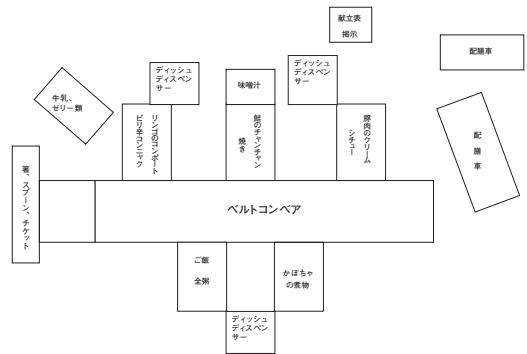 献立表
掲示
配膳車
ディッシュ
ディスペン
サー
味噌汁
ディッシュ
ディスペン
サー
牛乳、
ゼリー類
リンゴのコンポート
ピリ辛コンニャク
鮭のチャンチャン
焼き
豚肉のクリーム
シチュー
配膳車
箸、スプーン、チケット
ベルトコンベア
ご飯
全粥
かぼちゃ
の煮物
ディッシュ
ディスペン
サー